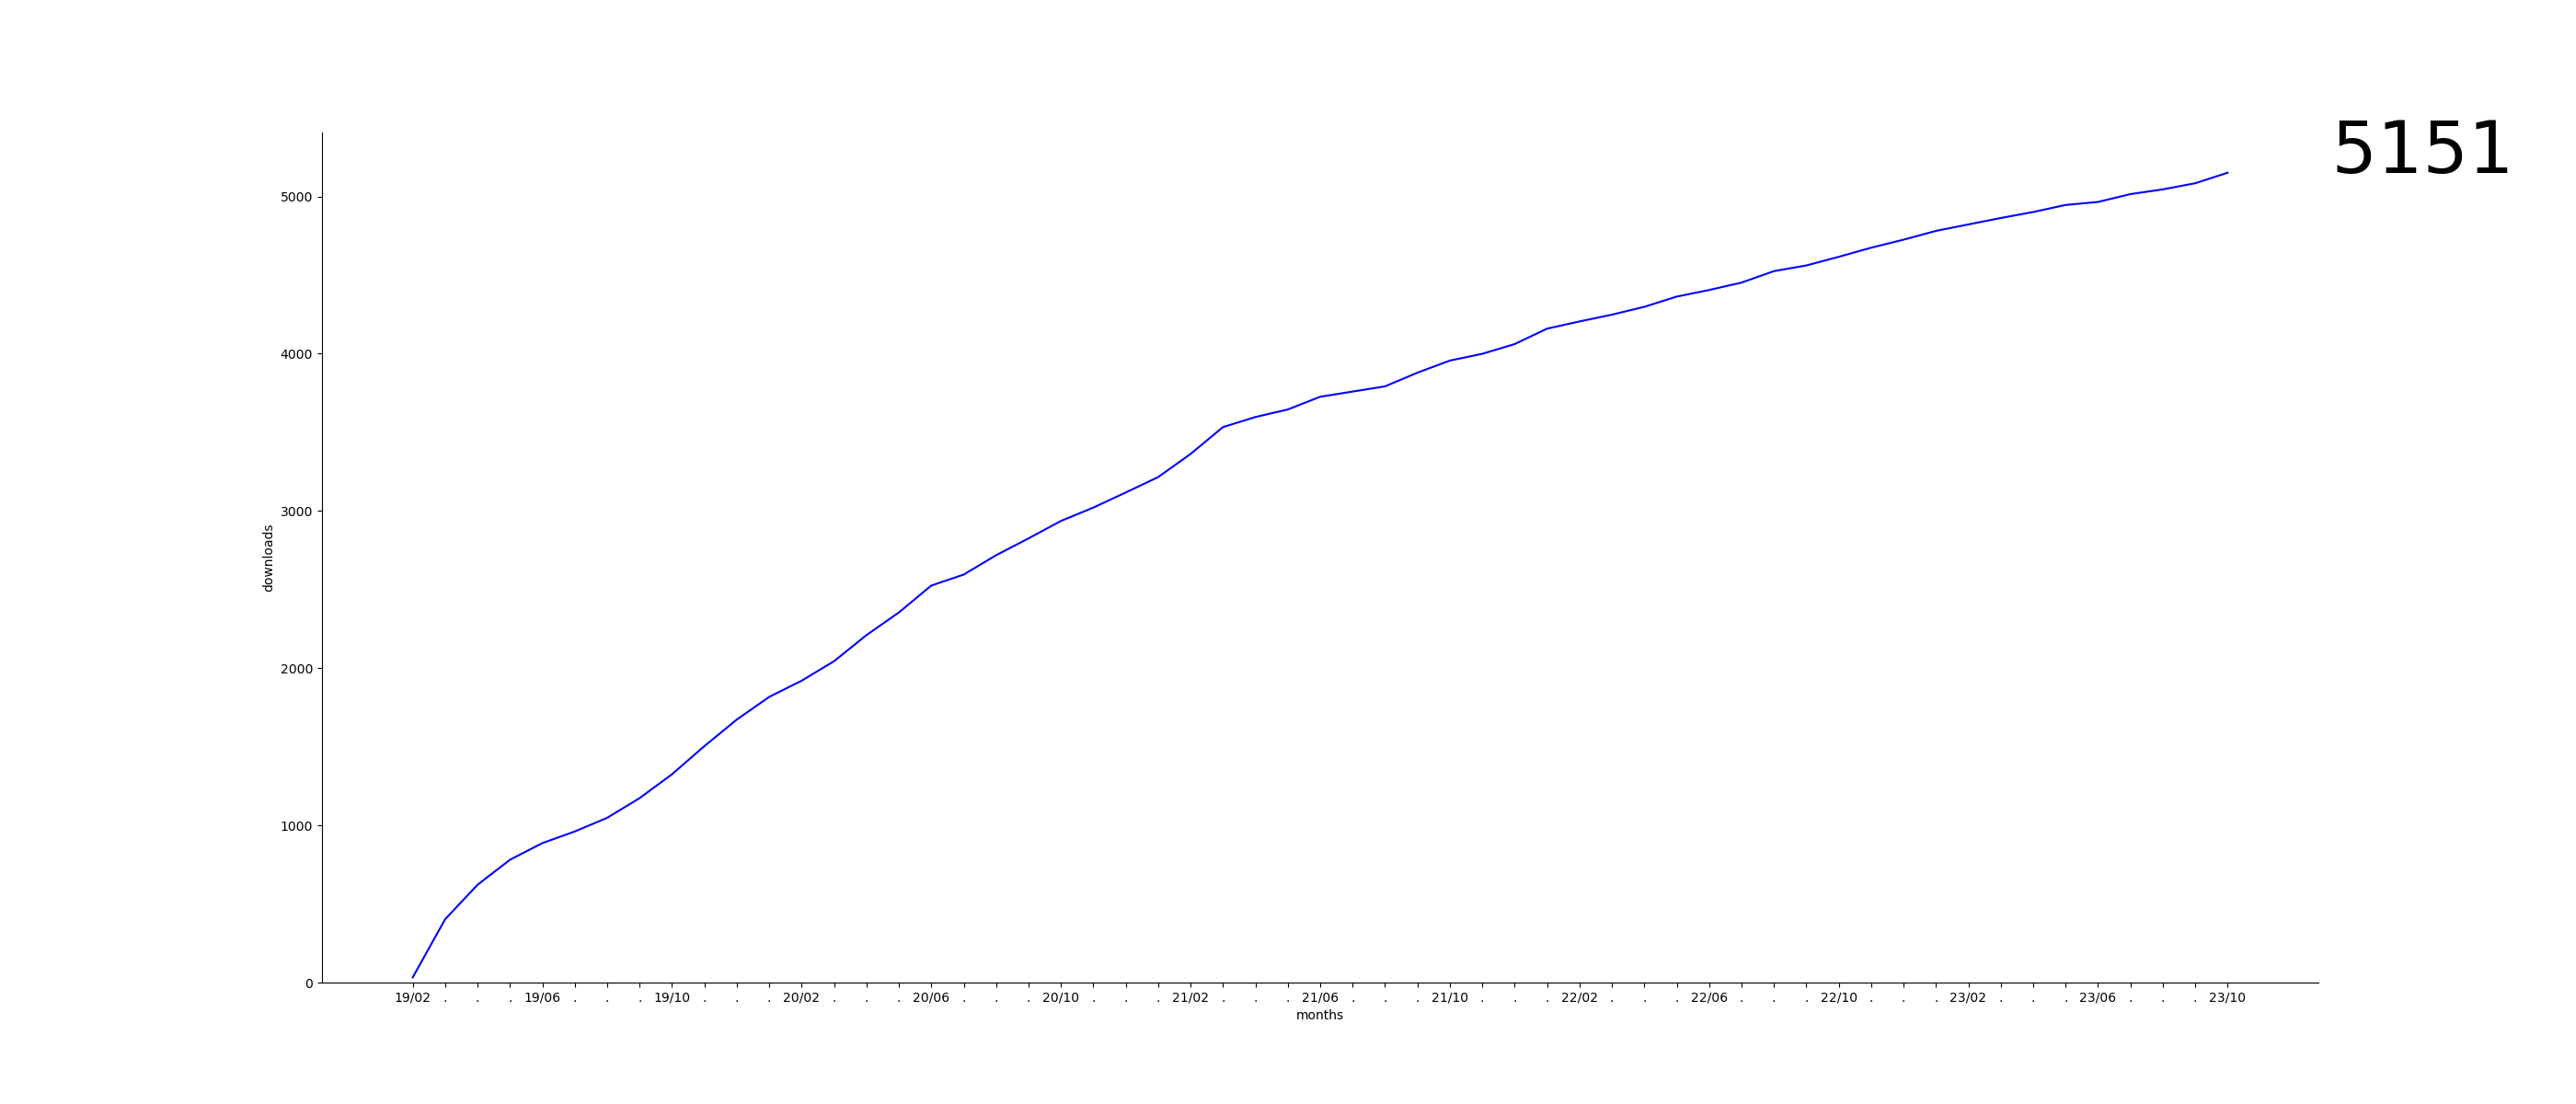 5151
5000
4000
3000
2000
1000
0
downloads
19/02 . . . 19/06 . . . 19/10 . . . 20/02 . . . 20/06 . . . 20/10 . . . 21/02 . . . 21/06 . . . 21/10 . . . 22/02 . . . 22/06 . . . 22/10 . . . 23/02 . . . 23/06 . . . 23/10
months